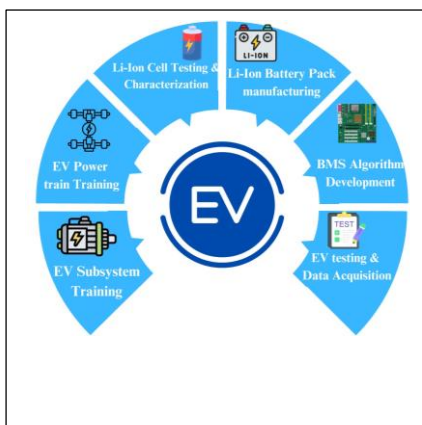 Li-Ion Cell Testing &
Characterization
LI-ION
Li-Ion Battery Pack
manufacturing
EV Power
train Training
BMS Algorithm
Development
EV
EV Subsystem
Training
TEST
EV testing &
Data Acquisition